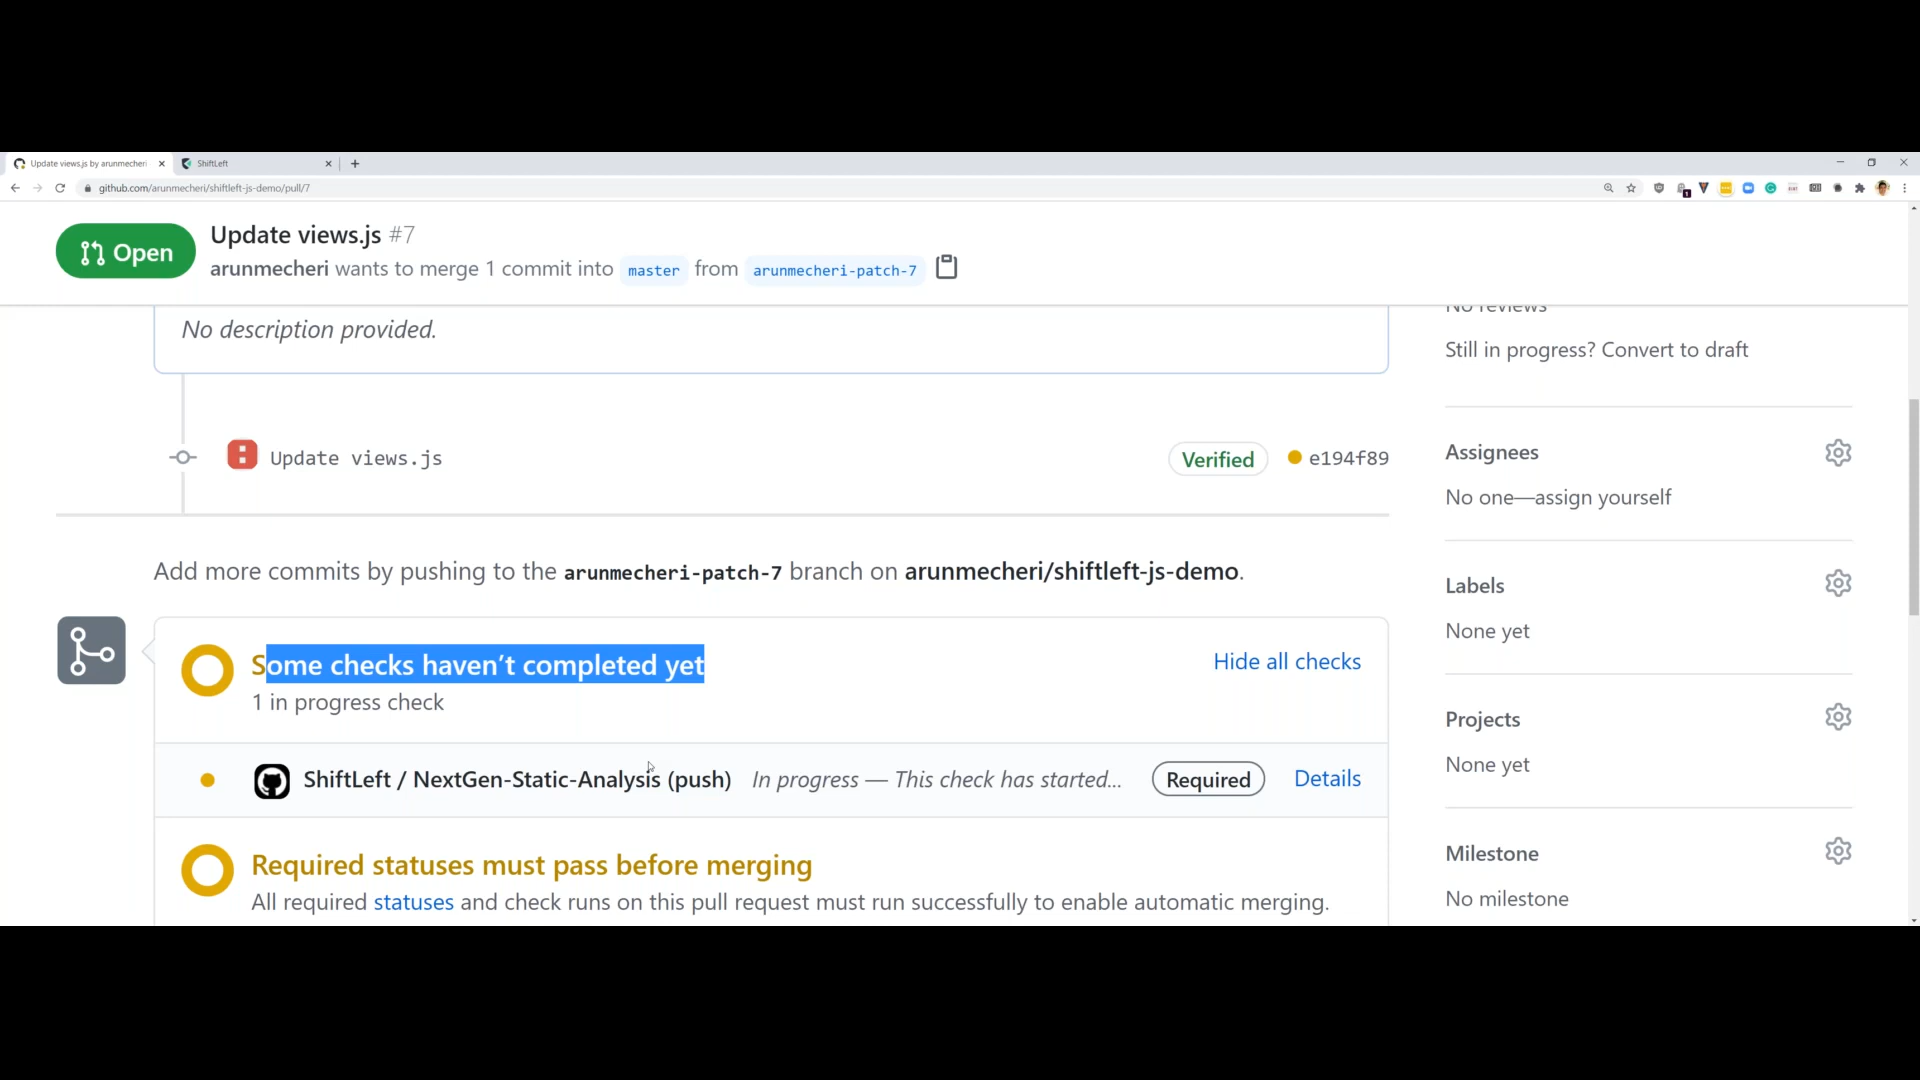 Update views.js by arunmecheri
ShiftLeft
github.com/arunmecheri/shiftleft-js-demo/pull/7
Open
Update views.js #7
arunmecheri wants to merge 1 commit into master from arunmecheri-patch-7
No description provided.
Update views.js
Verified
e194f89
Add more commits by pushing to the arunmecheri-patch-7 branch on arunmecheri/shiftleft-js-demo.
Some checks haven’t completed yet
1 in progress check
Hide all checks
ShiftLeft / NextGen-Static-Analysis (push) In progress — This check has started...
Required
Details
Required statuses must pass before merging
All required statuses and check runs on this pull request must run successfully to enable automatic merging.
No reviews
Still in progress? Convert to draft
Assignees
No one—assign yourself
Labels
None yet
Projects
None yet
Milestone
No milestone